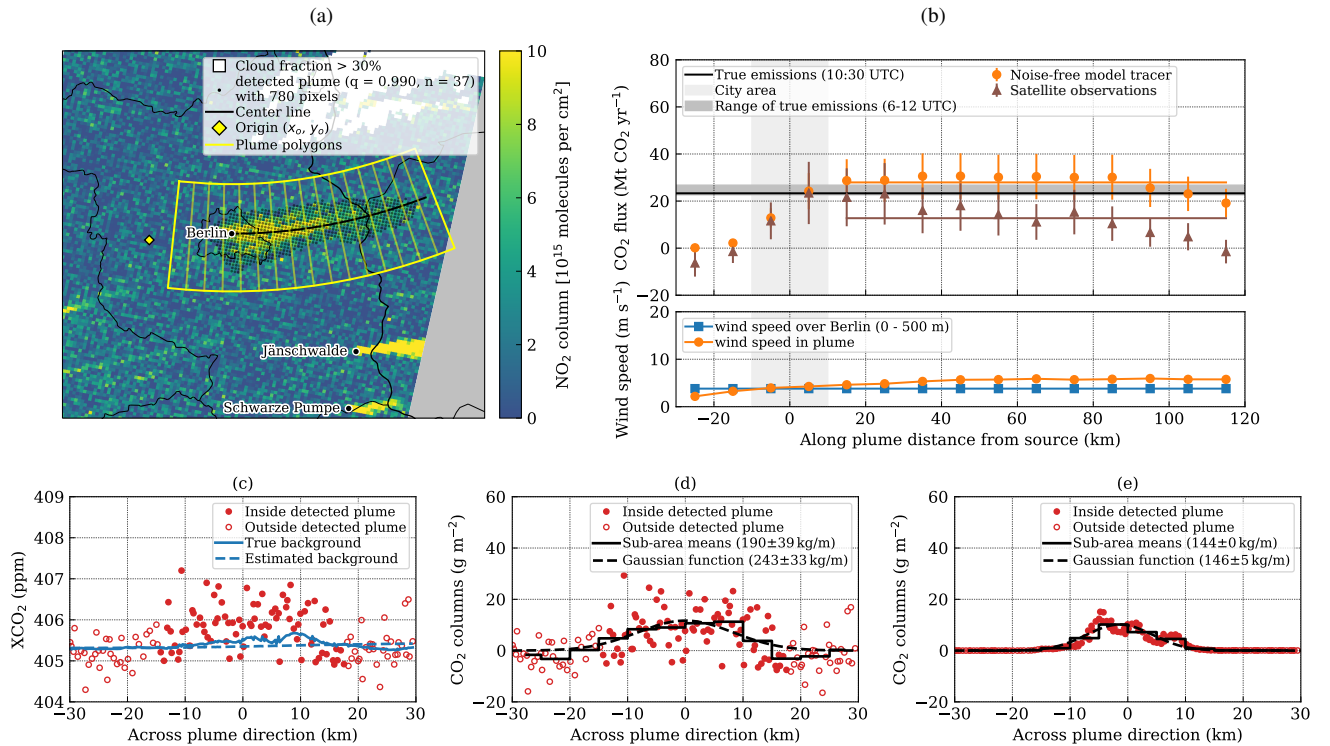 (a)
Cloud fraction > 30%
detected plume (q = 0.990, n = 37)
with 780 pixels
Center line
Origin (xₒ, yₒ)
Plume polygons
Berlin
Jänschwalde
Schwarze Pumpe
10
8
6
4
2
0
NO₂ column [10¹⁵ molecules per cm²]
(b)
True emissions (10:30 UTC)
City area
Range of true emissions (6-12 UTC)
Noise-free model tracer
Satellite observations
80
60
40
20
0
−20
CO₂ flux (Mt CO₂ yr⁻¹)
wind speed over Berlin (0 - 500 m)
wind speed in plume
20
10
0
Wind speed (m s⁻¹)
−20 0 20 40 60 80 100 120
Along plume distance from source (km)
(c)
Inside detected plume
Outside detected plume
True background
Estimated background
409
408
407
406
405
404
XCO₂ (ppm)
−30 −20 −10 0 10 20 30
Across plume direction (km)
(d)
Inside detected plume
Outside detected plume
Sub-area means (190±39 kg/m)
Gaussian function (243±33 kg/m)
60
40
20
0
−20
CO₂ columns (g m⁻²)
−30 −20 −10 0 10 20 30
Across plume direction (km)
(e)
Inside detected plume
Outside detected plume
Sub-area means (144±0 kg/m)
Gaussian function (146±5 kg/m)
60
40
20
0
−20
CO₂ columns (g m⁻²)
−30 −20 −10 0 10 20 30
Across plume direction (km)